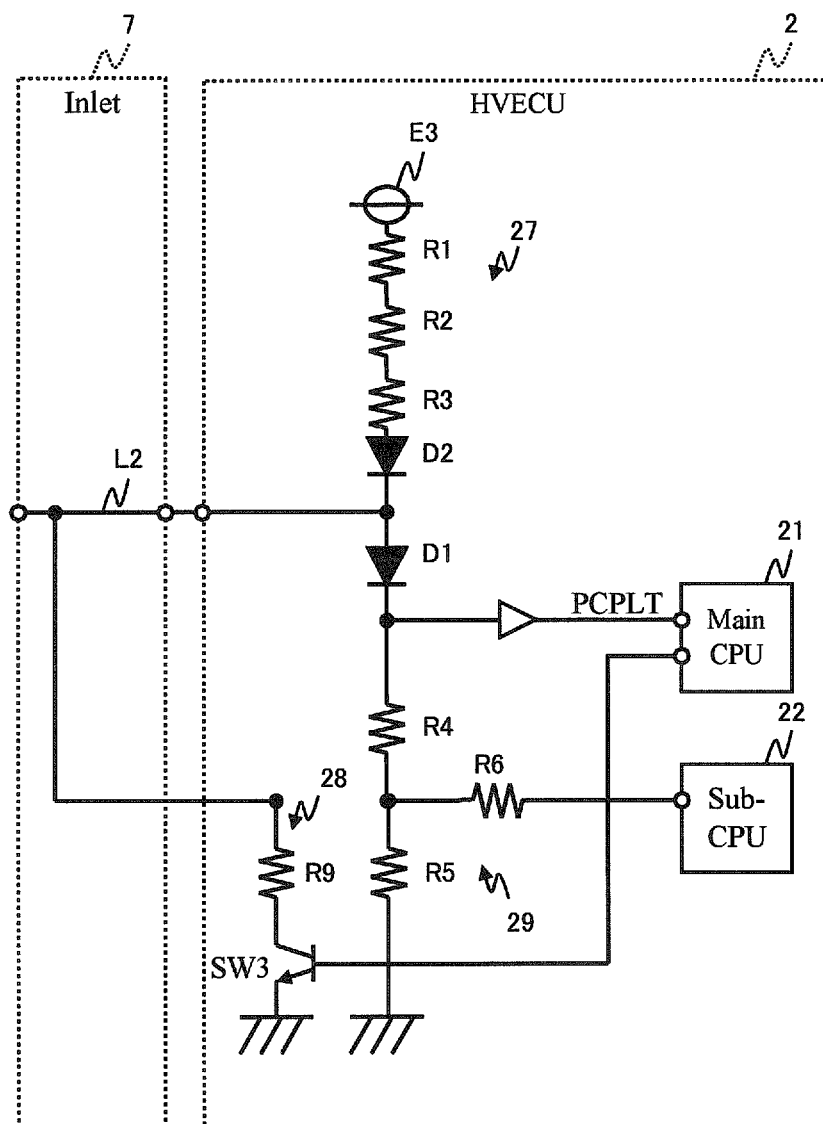 7
2
Inlet
HVECU
E3
R1
27
R2
R3
D2
L2
D1
21
PCPLT
Main
CPU
R4
22
R6
28
Sub-
CPU
R9
R5
29
SW3